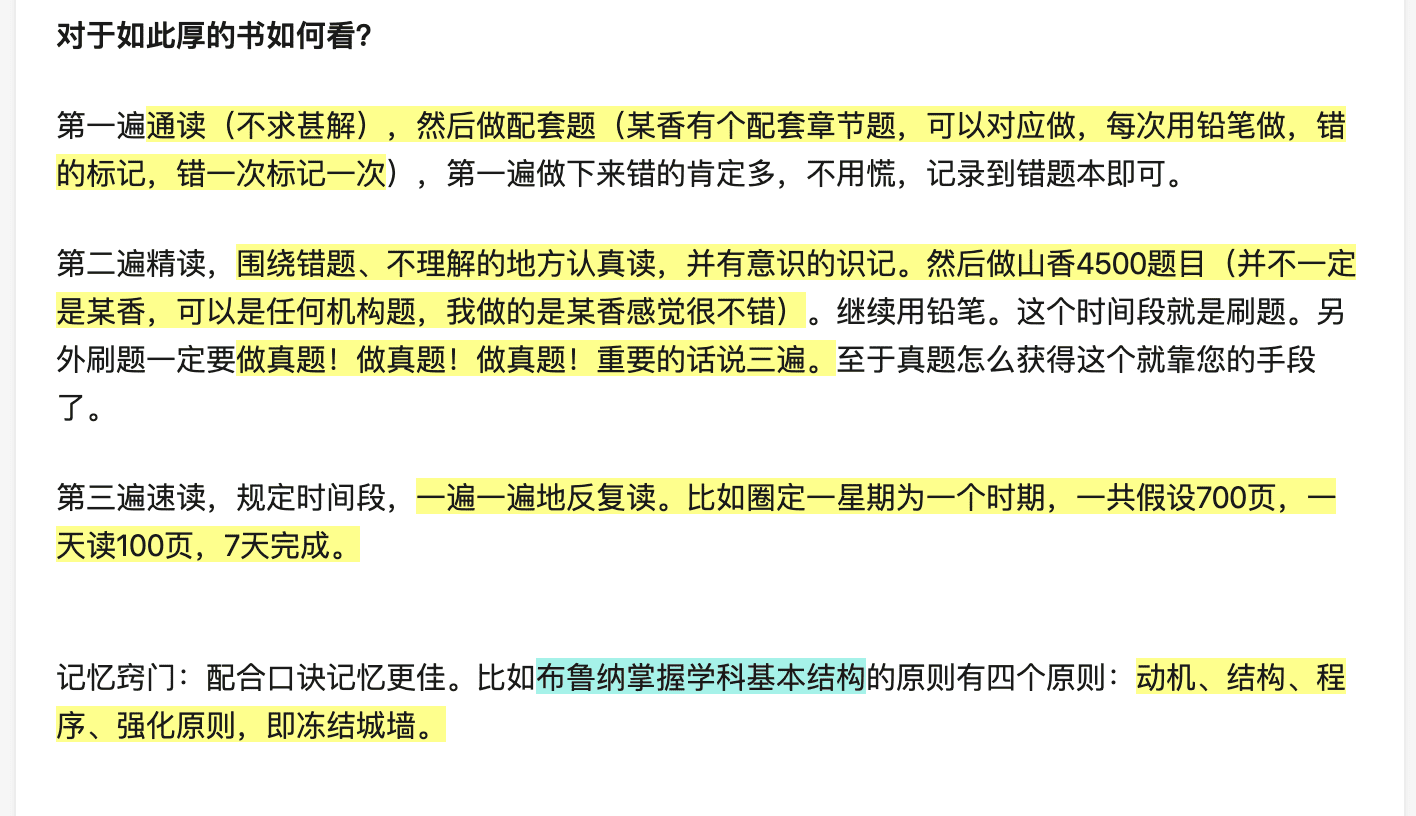 对于如此厚的书如何看?
第一遍通读（不求甚解），然后做配套题（某香有个配套章节题，可以对应做，每次用铅笔做，错
的标记，错一次标记一次），第一遍做下来错的肯定多，不用慌，记录到错题本即可。
第二遍精读，围绕错题、不理解的地方认真读，并有意识的识记。然后做山香4500题目（并不一定
是某香，可以是任何机构题，我做的是某香感觉很不错）。继续用铅笔。这个时间段就是刷题。另
外刷题一定要做真题！做真题！做真题！重要的话说三遍。至于真题怎么获得这个就靠您的手段
了。
第三遍速读，规定时间段，一遍一遍地反复读。比如圈定一星期为一个时期，一共假设700页，一
天读100页，7天完成。
记忆窍门：配合口诀记忆更佳。比如布鲁纳掌握学科基本结构的原则有四个原则：动机、结构、程
序、强化原则，即冻结城墙。